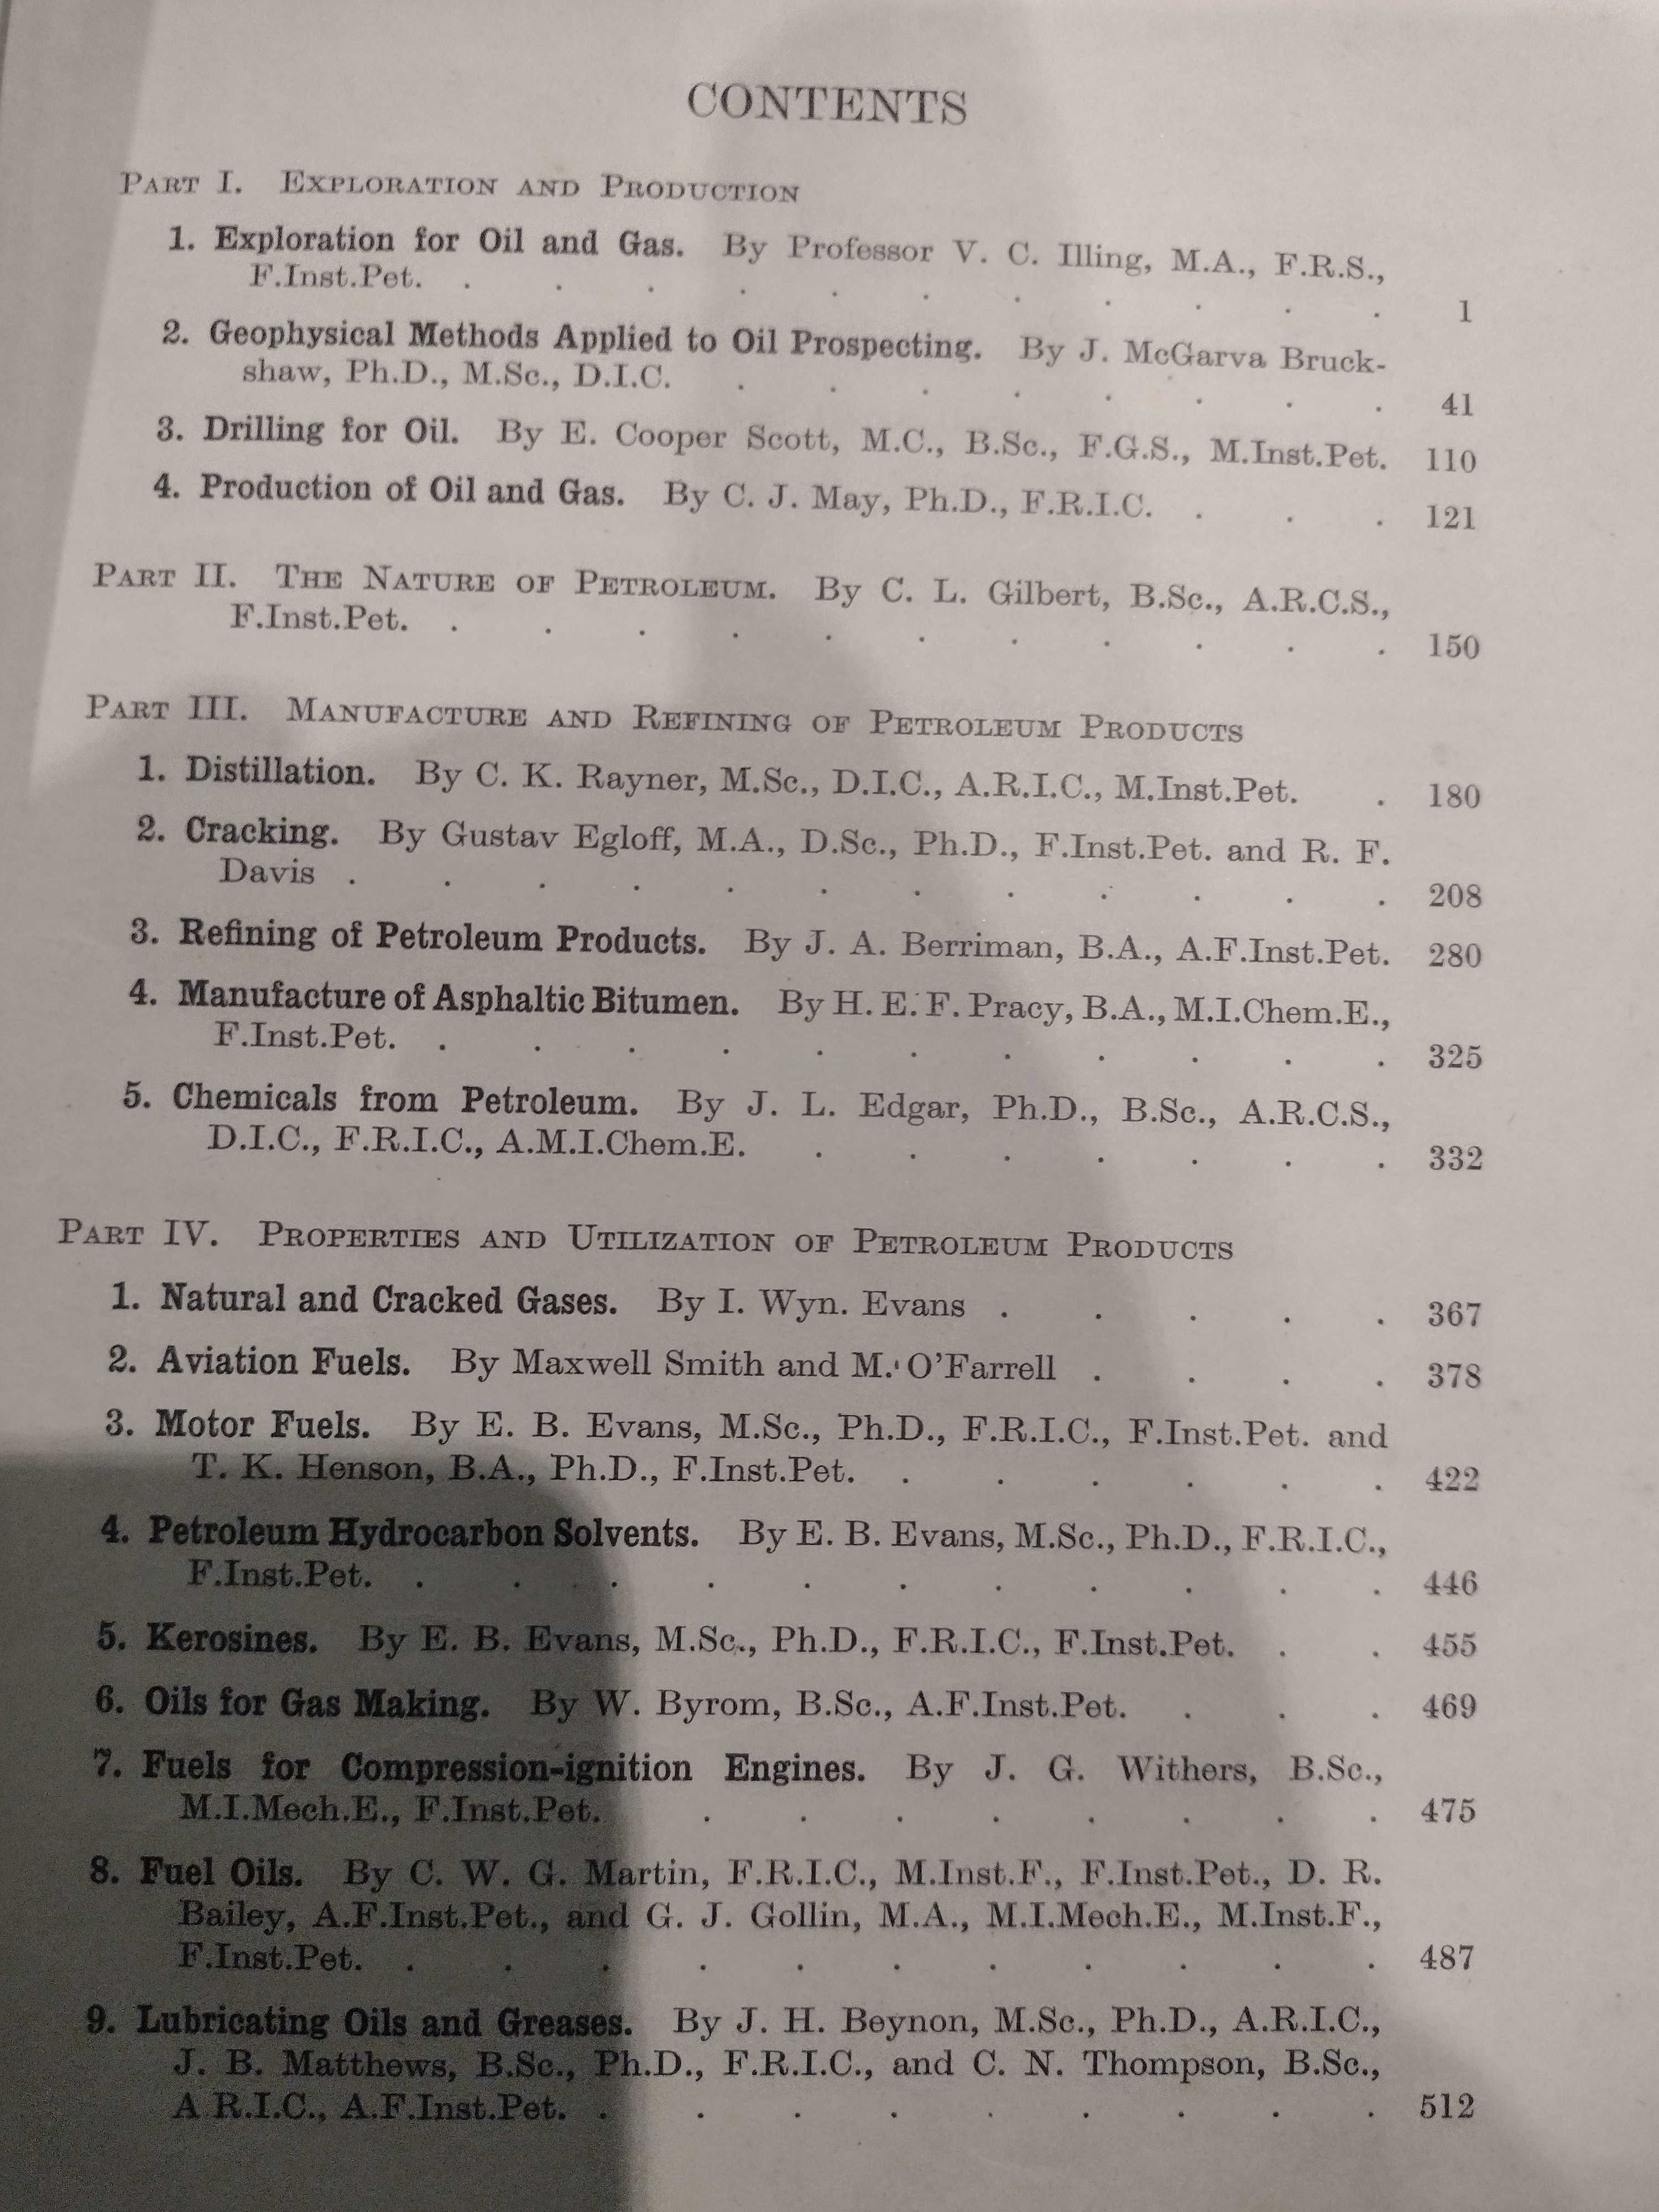 CONTENTS
PART I. EXPLORATION AND PRODUCTION
1. Exploration for Oil and Gas. By Professor V. C. Illing, M.A., F.R.S.,
F.Inst.Pet. . . . . . . . . . . . 1
2. Geophysical Methods Applied to Oil Prospecting. By J. McGarva Bruck-
shaw, Ph.D., M.Sc., D.I.C. . . . . . . . . 41
3. Drilling for Oil. By E. Cooper Scott, M.C., B.Sc., F.G.S., M.Inst.Pet. 110
4. Production of Oil and Gas. By C. J. May, Ph.D., F.R.I.C. . . . 121
PART II. THE NATURE OF PETROLEUM. By C. L. Gilbert, B.Sc., A.R.C.S.,
F.Inst.Pet. . . . . . . . . . . . 150
PART III. MANUFACTURE AND REFINING OF PETROLEUM PRODUCTS
1. Distillation. By C. K. Rayner, M.Sc., D.I.C., A.R.I.C., M.Inst.Pet. . 180
2. Cracking. By Gustav Egloff, M.A., D.Sc., Ph.D., F.Inst.Pet. and R. F.
Davis . . . . . . . . . . . . 208
3. Refining of Petroleum Products. By J. A. Berriman, B.A., A.F.Inst.Pet. 280
4. Manufacture of Asphaltic Bitumen. By H. E. F. Pracy, B.A., M.I.Chem.E.,
F.Inst.Pet. . . . . . . . . . . . 325
5. Chemicals from Petroleum. By J. L. Edgar, Ph.D., B.Sc., A.R.C.S.,
D.I.C., F.R.I.C., A.M.I.Chem.E. . . . . . . . 332
PART IV. PROPERTIES AND UTILIZATION OF PETROLEUM PRODUCTS
1. Natural and Cracked Gases. By I. Wyn. Evans . . . . . 367
2. Aviation Fuels. By Maxwell Smith and M. O'Farrell . . . . 378
3. Motor Fuels. By E. B. Evans, M.Sc., Ph.D., F.R.I.C., F.Inst.Pet. and
T. K. Henson, B.A., Ph.D., F.Inst.Pet. . . . . . . 422
4. Petroleum Hydrocarbon Solvents. By E. B. Evans, M.Sc., Ph.D., F.R.I.C.,
F.Inst.Pet. . . . . . . . . . . . 446
5. Kerosines. By E. B. Evans, M.Sc., Ph.D., F.R.I.C., F.Inst.Pet. . . 455
6. Oils for Gas Making. By W. Byrom, B.Sc., A.F.Inst.Pet. . . . 469
7. Fuels for Compression-ignition Engines. By J. G. Withers, B.Sc.,
M.I.Mech.E., F.Inst.Pet. . . . . . . . . 475
8. Fuel Oils. By C. W. G. Martin, F.R.I.C., M.Inst.F., F.Inst.Pet., D. R.
Bailey, A.F.Inst.Pet., and G. J. Gollin, M.A., M.I.Mech.E., M.Inst.F.,
F.Inst.Pet. . . . . . . . . . . . 487
9. Lubricating Oils and Greases. By J. H. Beynon, M.Sc., Ph.D., A.R.I.C.,
J. B. Matthews, B.Sc., Ph.D., F.R.I.C., and C. N. Thompson, B.Sc.,
A R.I.C., A.F.Inst.Pet. . . . . . . . . . 512